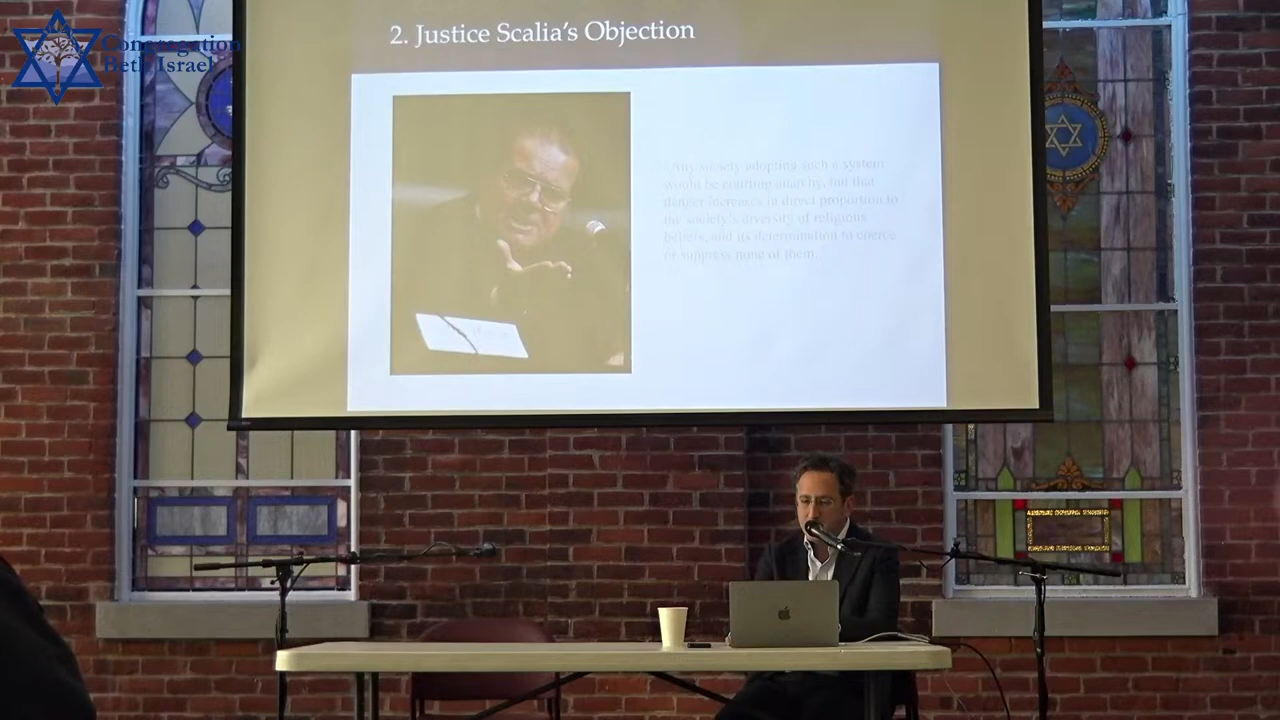 Congregation
Beth Israel
2. Justice Scalia's Objection
"Any society adopting such a system
would be courting anarchy, but that
danger increases in direct proportion to
the society's diversity of religious
beliefs, and its determination to coerce
or suppress none of them."